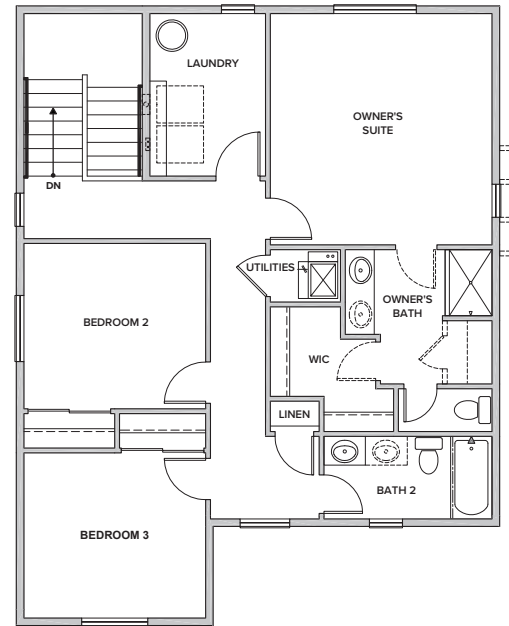 LAUNDRY
OWNER'S
SUITE
DN
UTILITIES
OWNER'S
BATH
BEDROOM 2
WIC
LINEN
BATH 2
BEDROOM 3